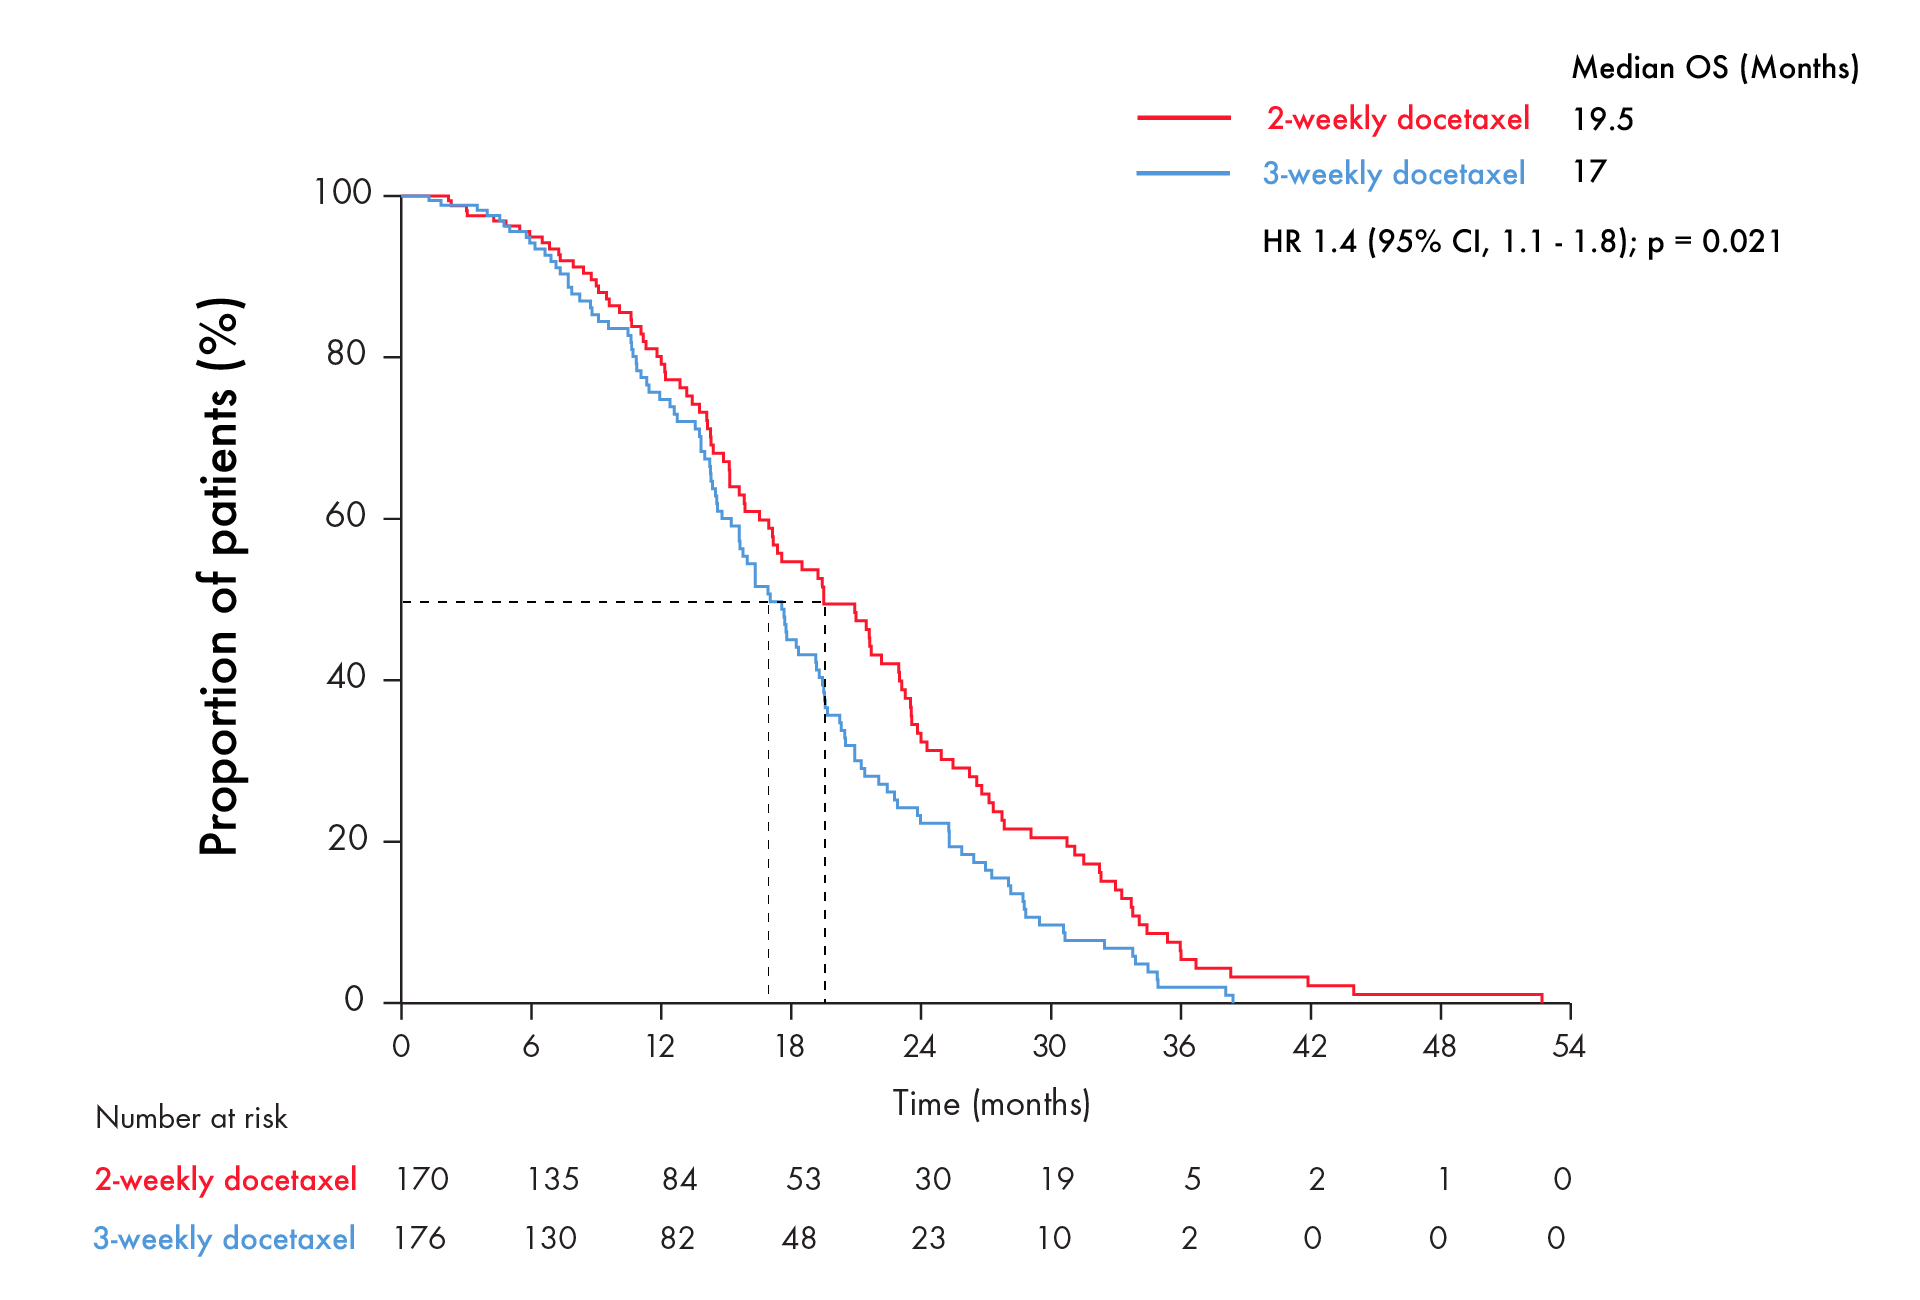 Median OS (Months)
2-weekly docetaxel 19.5
3-weekly docetaxel 17
HR 1.4 (95% CI, 1.1 - 1.8); p = 0.021
Proportion of patients (%)
100
80
60
40
20
0
0 6 12 18 24 30 36 42 48 54
Time (months)
Number at risk
2-weekly docetaxel 170 135 84 53 30 19 5 2 1 0
3-weekly docetaxel 176 130 82 48 23 10 2 0 0 0